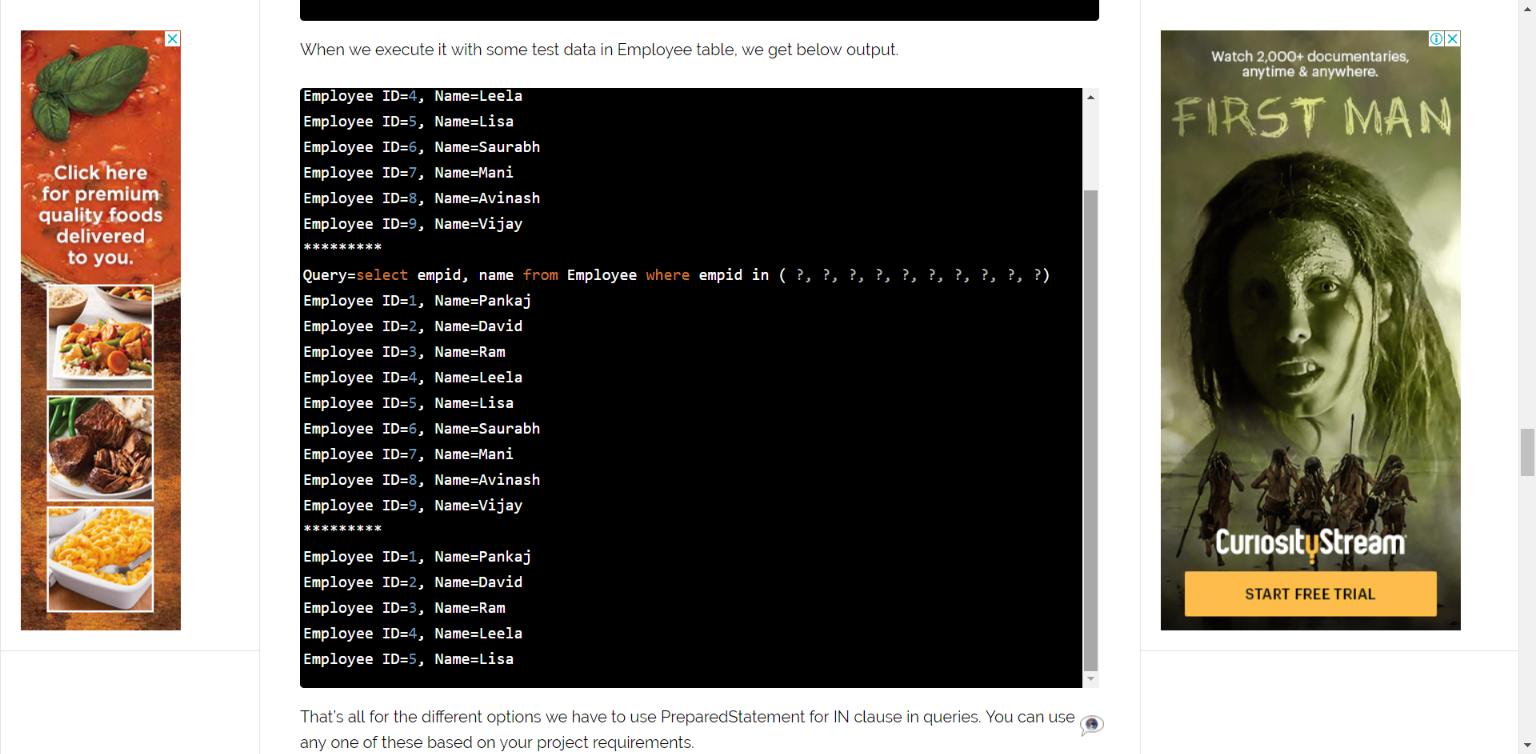 When we execute it with some test data in Employee table, we get below output.
Employee ID=4, Name=Leela
Employee ID=5, Name=Lisa
Employee ID=6, Name=Saurabh
Employee ID=7, Name=Mani
Employee ID=8, Name=Avinash
Employee ID=9, Name=Vijay
*********
Query=select empid, name from Employee where empid in ( ?, ?, ?, ?, ?, ?, ?, ?, ?, ?)
Employee ID=1, Name=Pankaj
Employee ID=2, Name=David
Employee ID=3, Name=Ram
Employee ID=4, Name=Leela
Employee ID=5, Name=Lisa
Employee ID=6, Name=Saurabh
Employee ID=7, Name=Mani
Employee ID=8, Name=Avinash
Employee ID=9, Name=Vijay
*********
Employee ID=1, Name=Pankaj
Employee ID=2, Name=David
Employee ID=3, Name=Ram
Employee ID=4, Name=Leela
Employee ID=5, Name=Lisa
That's all for the different options we have to use PreparedStatement for IN clause in queries. You can use
any one of these based on your project requirements.
Click here
for premium
quality foods
delivered
to you.
Watch 2,000+ documentaries,
anytime & anywhere.
FIRST MAN
CuriosityStream
START FREE TRIAL